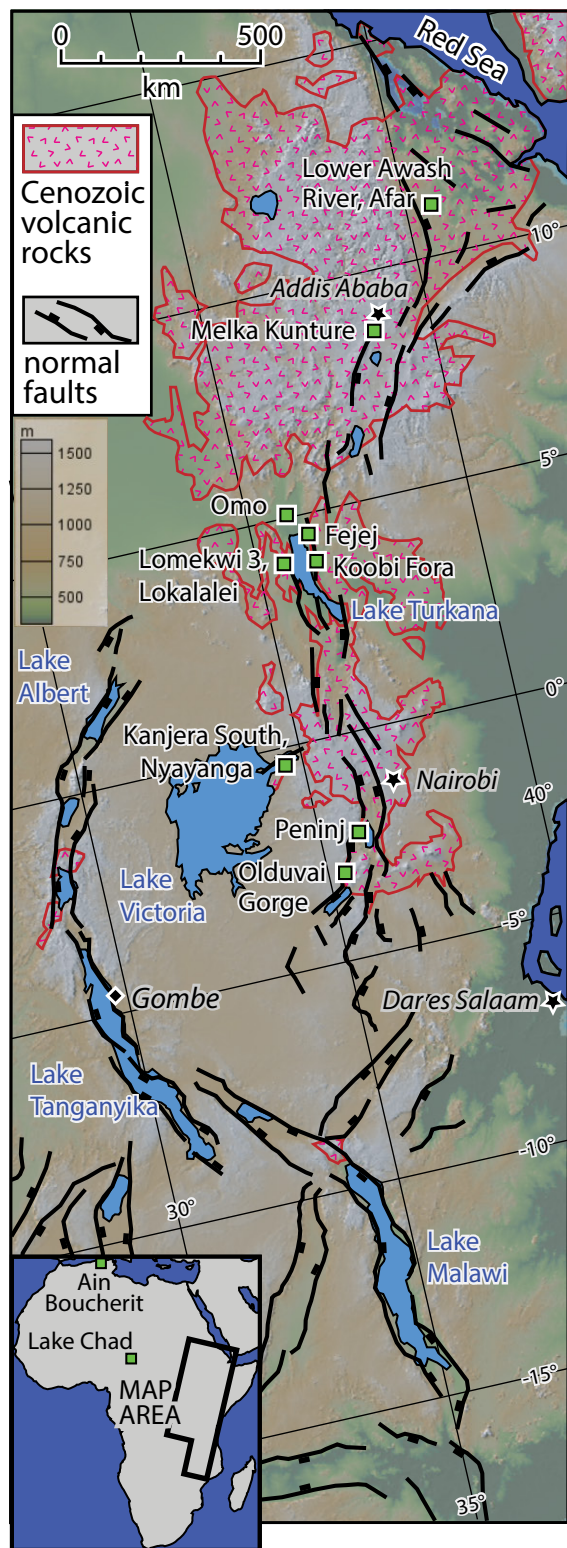 0 500
km
Red Sea
Cenozoic
volcanic
rocks
normal
faults
Lower Awash
River, Afar
10°
Addis Ababa
Melka Kunture
m
1500
1250
1000
750
500
5°
Omo
Fejej
Lomekwi 3,
Lokalalei
Koobi Fora
Lake Turkana
Lake
Albert
0°
Kanjera South,
Nyayanga
Nairobi
40°
Peninj
Lake
Victoria
Olduvai
Gorge
-5°
Gombe
Dar es Salaam
Lake
Tanganyika
-10°
30°
Lake
Malawi
-15°
35°
Ain
Boucherit
Lake Chad
MAP
AREA